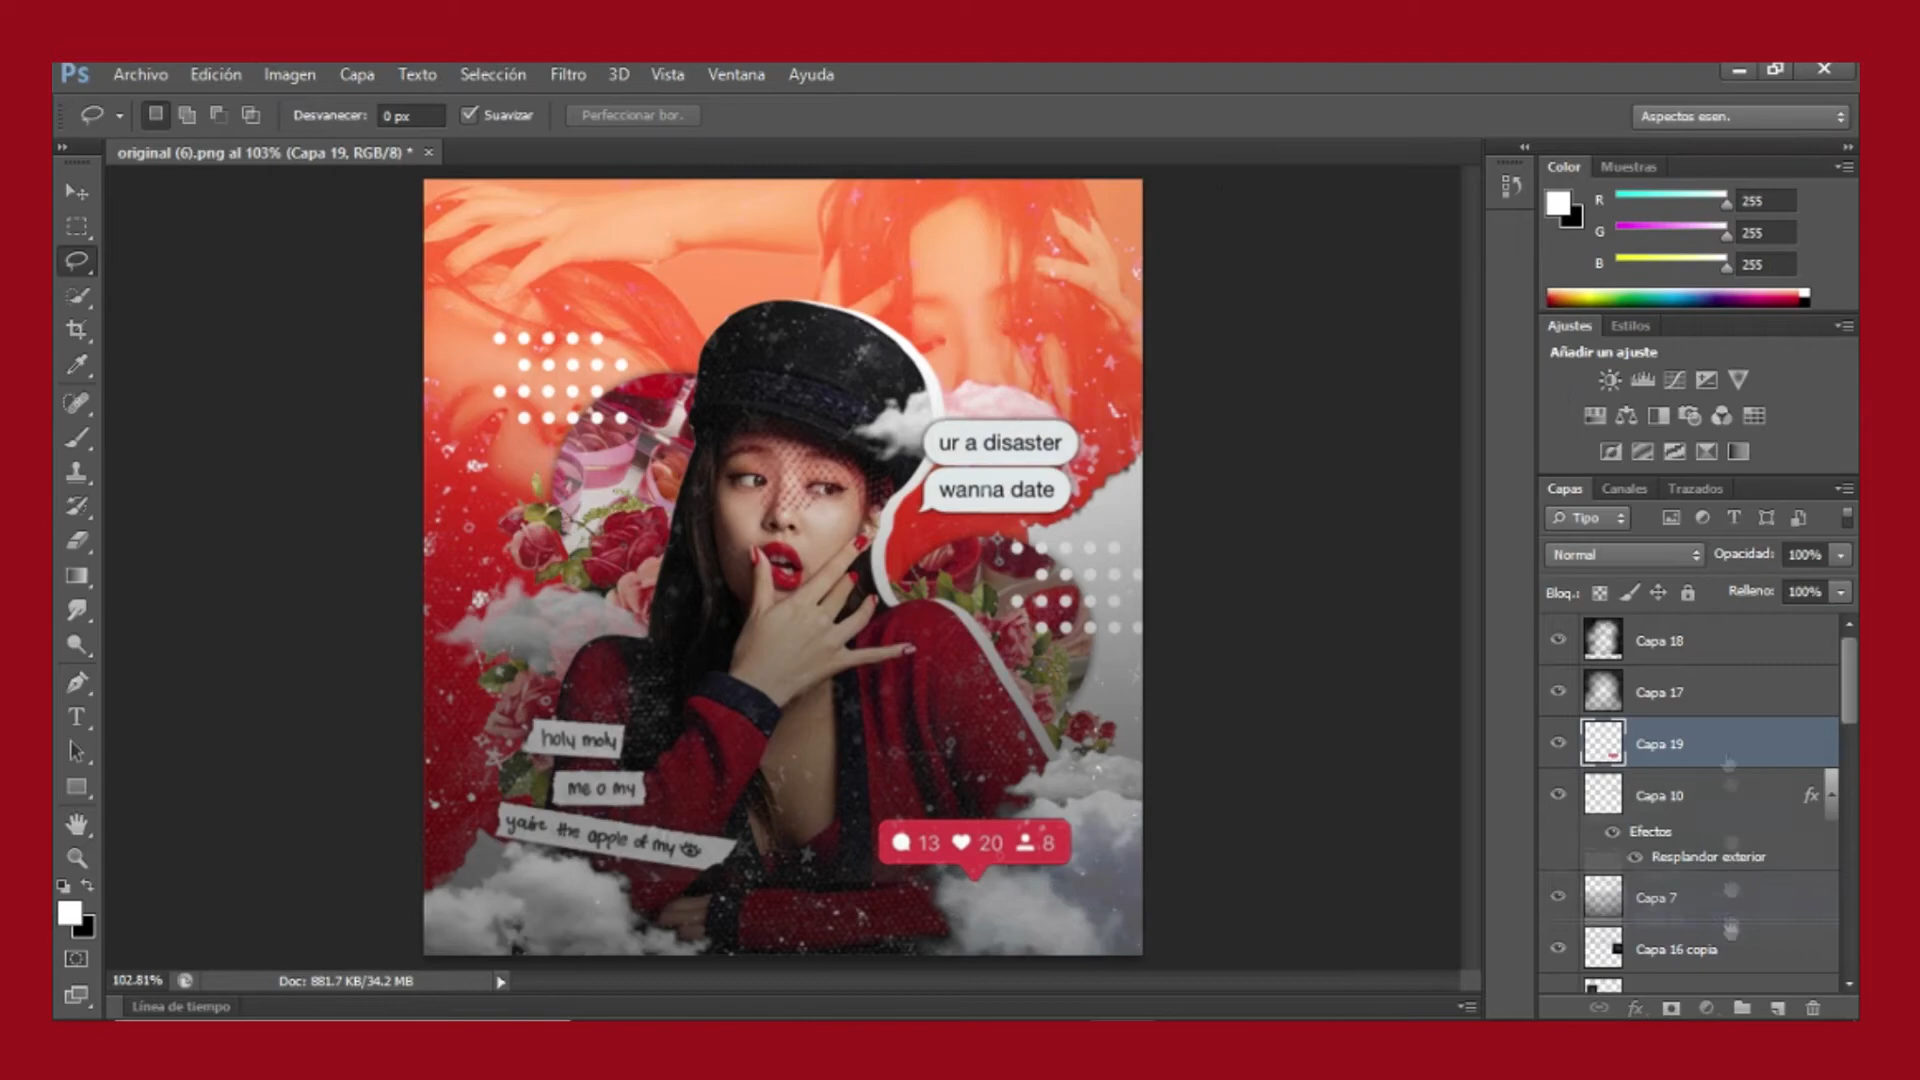 Ps Archivo Edición Imagen Capa Texto Selección Filtro 3D Vista Ventana Ayuda
Desvanecer: 0 px Suavizar Perfeccionar bor. Aspectos esen.
original (6).png al 103% (Capa 19, RGB/8) *
Color Muestras
R 255
G 255
B 255
Ajustes Estilos
Añadir un ajuste
ur a disaster
wanna date
Capas Canales Trazados
Tipo
Normal Opacidad: 100%
Bloq.: Relleno: 100%
Capa 18
Capa 17
Capa 19
Capa 10 fx
Efectos
Resplandor exterior
Capa 7
Capa 16 copia
holy moly
me o my
you're the apple of my
13 20 8
102.81% Doc: 881.7 KB/34.2 MB
Línea de tiempo
fx